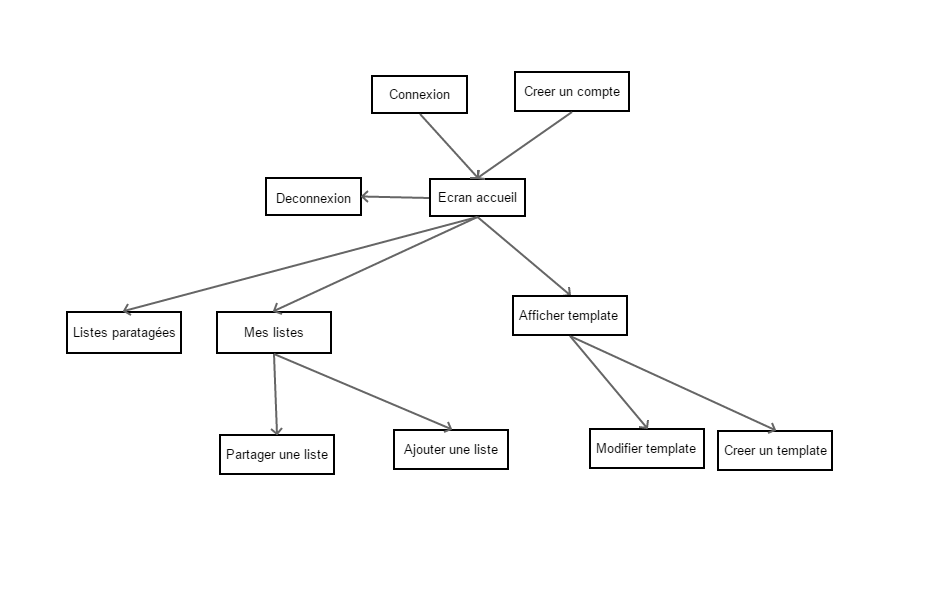 Connexion
Creer un compte
Deconnexion
Ecran accueil
Listes paratagées
Mes listes
Afficher template
Partager une liste
Ajouter une liste
Modifier template
Creer un template